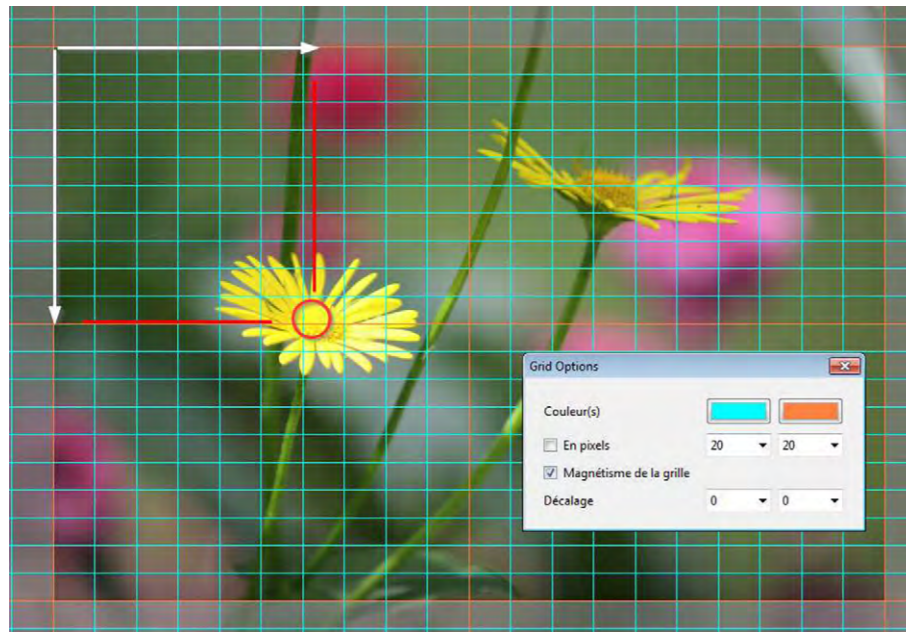 Grid Options
Couleur(s)
En pixels 20 20
Magnétisme de la grille
Décalage 0 0